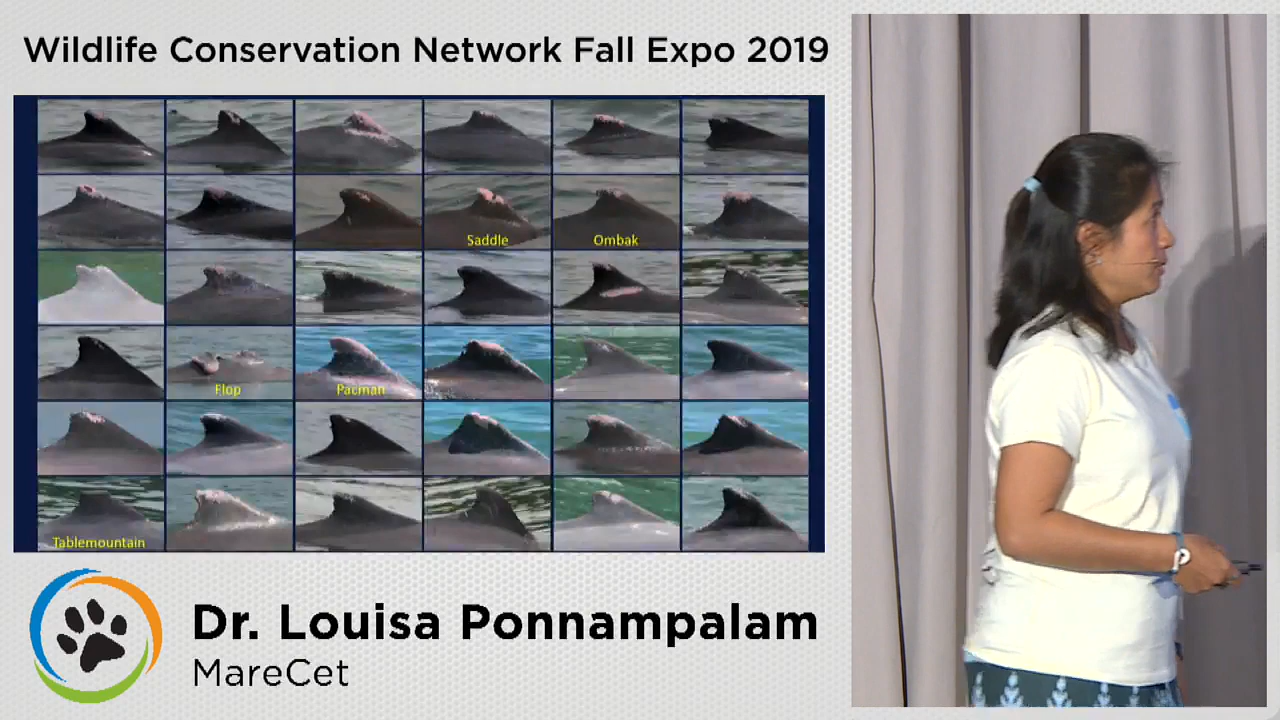 Wildlife Conservation Network Fall Expo 2019
Saddle
Ombak
Flop
Pacman
Tablemountain
Dr. Louisa Ponnampalam
MareCet